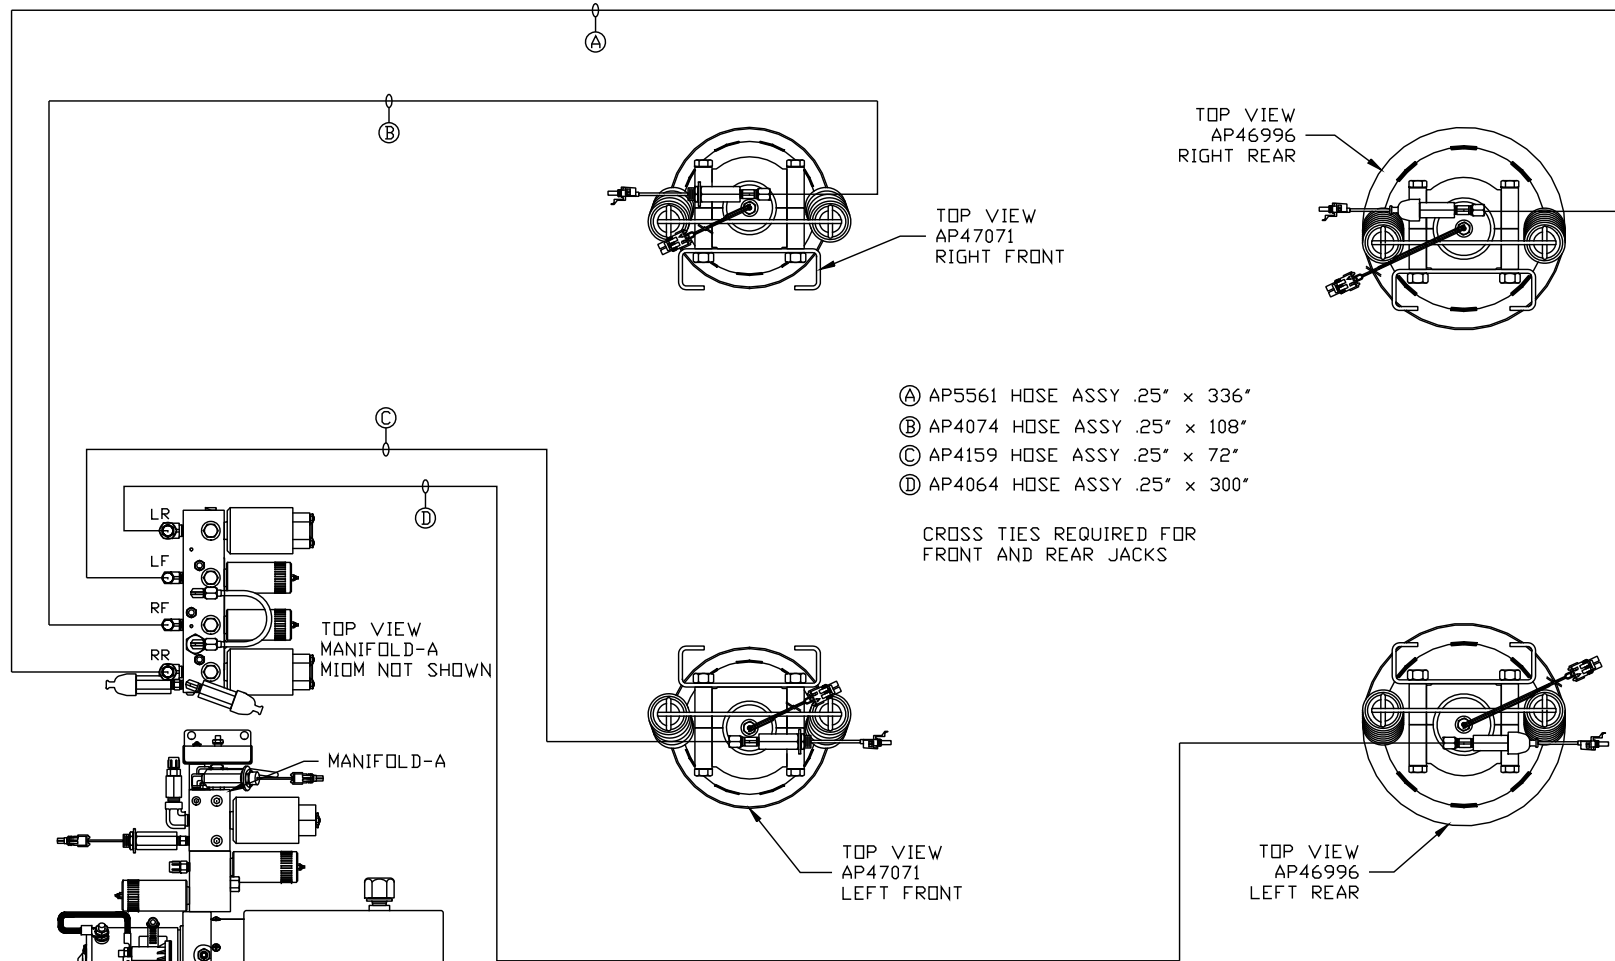 A
B
TOP VIEW
AP46996
RIGHT REAR
TOP VIEW
AP47071
RIGHT FRONT
A AP5561 HOSE ASSY .25" x 336"
B AP4074 HOSE ASSY .25" x 108"
C AP4159 HOSE ASSY .25" x 72"
D AP4064 HOSE ASSY .25" x 300"
CROSS TIES REQUIRED FOR
FRONT AND REAR JACKS
C
D
LR
LF
RF
RR
TOP VIEW
MANIFOLD-A
MIOM NOT SHOWN
MANIFOLD-A
TOP VIEW
AP47071
LEFT FRONT
TOP VIEW
AP46996
LEFT REAR